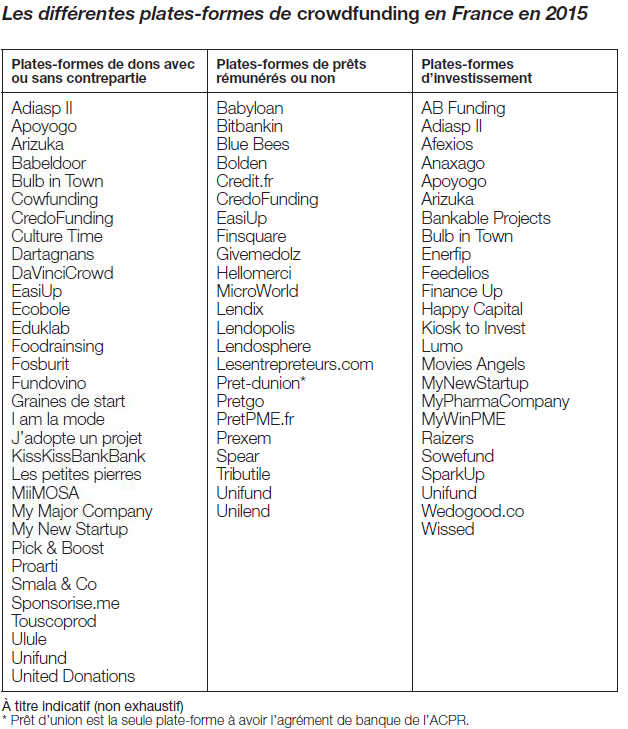 Les différentes plates-formes de crowdfunding en France en 2015
Plates-formes de dons avec
ou sans contrepartie
Adiasp II
Apoyogo
Arizuka
Babeldoor
Bulb in Town
Cowfunding
CredoFunding
Culture Time
Dartagnans
DaVinciCrowd
EasiUp
Ecobole
Eduklab
Foodrainsing
Fosburit
Fundovino
Graines de start
I am la mode
J'adopte un projet
KissKissBankBank
Les petites pierres
MiiMOSA
My Major Company
My New Startup
Pick & Boost
Proarti
Smala & Co
Sponsorise.me
Touscoprod
Ulule
Unifund
United Donations
Plates-formes de prêts
rémunérés ou non
Babyloan
Bitbankin
Blue Bees
Bolden
Credit.fr
CredoFunding
EasiUp
Finsquare
Givemedolz
Hellomerci
MicroWorld
Lendix
Lendopolis
Lendosphere
Lesentrepreteurs.com
Pret-dunion*
Pretgo
PretPME.fr
Prexem
Spear
Tributile
Unifund
Unilend
Plates-formes
d'investissement
AB Funding
Adiasp II
Afexios
Anaxago
Apoyogo
Arizuka
Bankable Projects
Bulb in Town
Enerfip
Feedelios
Finance Up
Happy Capital
Kiosk to Invest
Lumo
Movies Angels
MyNewStartup
MyPharmaCompany
MyWinPME
Raizers
Sowefund
SparkUp
Unifund
Wedogood.co
Wissed
À titre indicatif (non exhaustif)
* Prêt d'union est la seule plate-forme à avoir l'agrément de banque de l'ACPR.